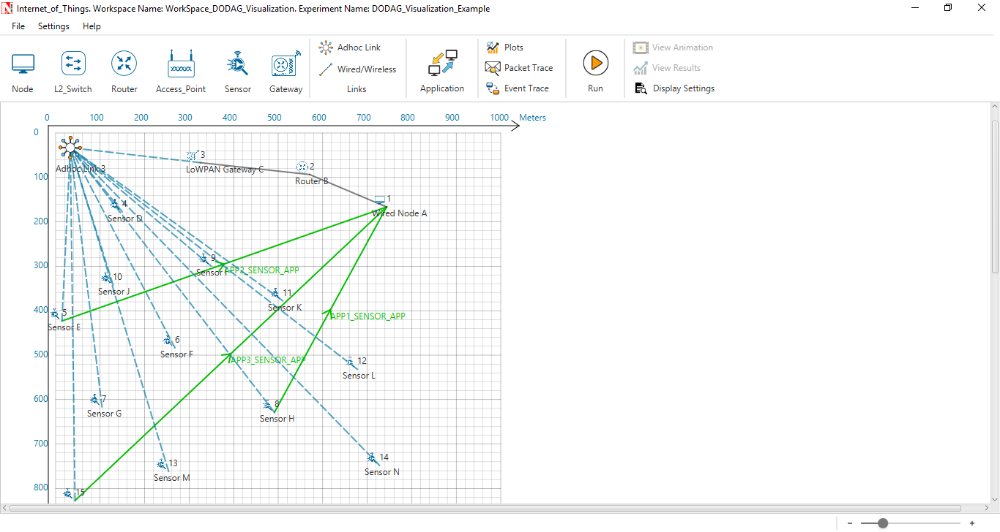 Internet_of_Things. Workspace Name: WorkSpace_DODAG_Visualization. Experiment Name: DODAG_Visualization_Example
File Settings Help
Node
L2_Switch
Router
Access_Point
Sensor
Gateway
Adhoc Link
Wired/Wireless
Links
Application
Plots
Packet Trace
Event Trace
Run
View Animation
View Results
Display Settings
0 100 200 300 400 500 600 700 800 900 1000 Meters
0
100
200
300
400
500
600
700
800
Adhoc Link 3
3
LoWPAN Gateway C
2
Router B
1
Wired Node A
4
Sensor D
9
Sensor I
APP2_SENSOR_APP
10
Sensor J
11
Sensor K
5
Sensor E
APP1_SENSOR_APP
6
Sensor F
APP3_SENSOR_APP
12
Sensor L
7
Sensor G
8
Sensor H
13
Sensor M
14
Sensor N
15